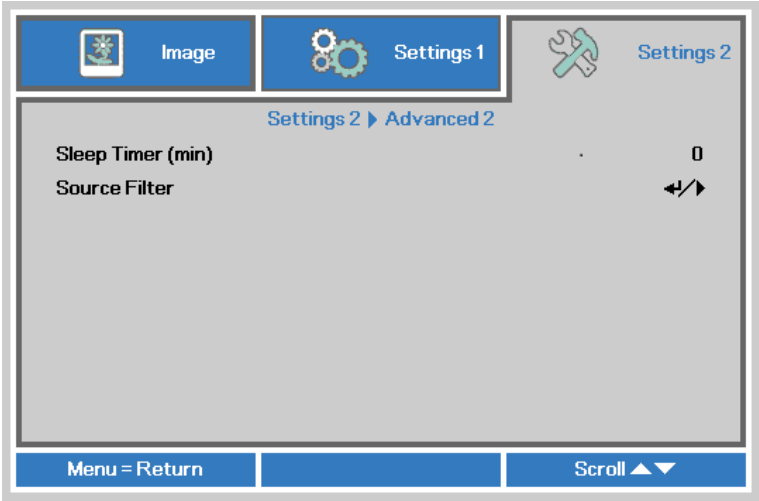 Image
Settings 1
Settings 2
Settings 2 ▶ Advanced 2
Sleep Timer (min) 0
Source Filter ↵/▶
Menu = Return
Scroll ▲▼